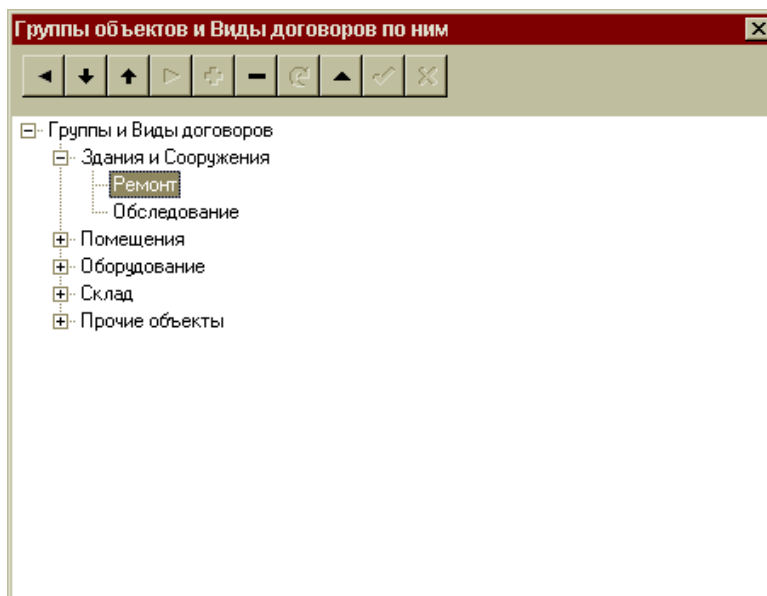 Группы объектов и Виды договоров по ним
Группы и Виды договоров
Здания и Сооружения
Ремонт
Обследование
Помещения
Оборудование
Склад
Прочие объекты